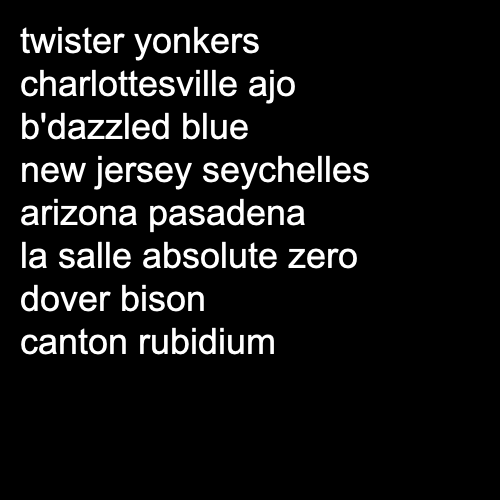 twister yonkers
charlottesville ajo
b'dazzled blue
new jersey seychelles
arizona pasadena
la salle absolute zero
dover bison
canton rubidium